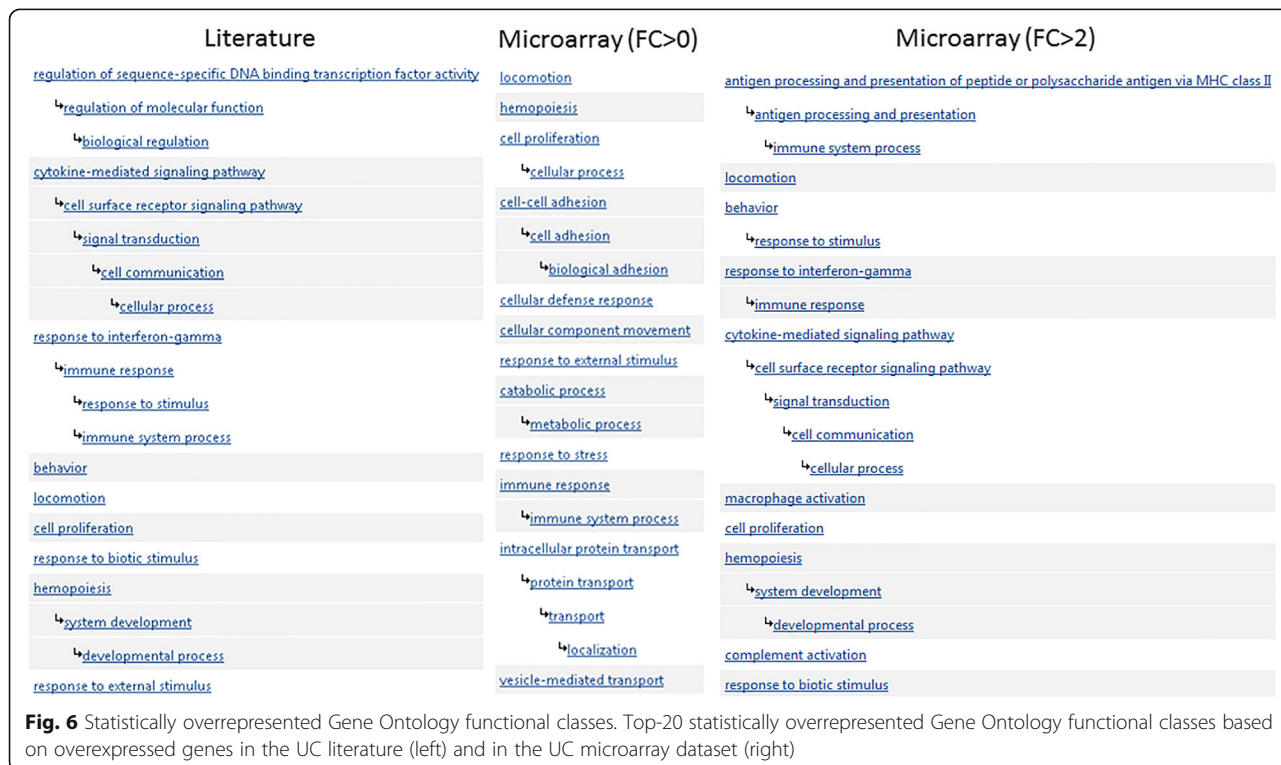 Literature
regulation of sequence-specific DNA binding transcription factor activity
↳regulation of molecular function
↳biological regulation
cytokine-mediated signaling pathway
↳cell surface receptor signaling pathway
↳signal transduction
↳cell communication
↳cellular process
response to interferon-gamma
↳immune response
↳response to stimulus
↳immune system process
behavior
locomotion
cell proliferation
response to biotic stimulus
hemopoiesis
↳system development
↳developmental process
response to external stimulus
Microarray (FC>0)
locomotion
hemopoiesis
cell proliferation
↳cellular process
cell-cell adhesion
↳cell adhesion
↳biological adhesion
cellular defense response
cellular component movement
response to external stimulus
catabolic process
↳metabolic process
response to stress
immune response
↳immune system process
intracellular protein transport
↳protein transport
↳transport
↳localization
vesicle-mediated transport
Microarray (FC>2)
antigen processing and presentation of peptide or polysaccharide antigen via MHC class II
↳antigen processing and presentation
↳immune system process
locomotion
behavior
↳response to stimulus
response to interferon-gamma
↳immune response
cytokine-mediated signaling pathway
↳cell surface receptor signaling pathway
↳signal transduction
↳cell communication
↳cellular process
macrophage activation
cell proliferation
hemopoiesis
↳system development
↳developmental process
complement activation
response to biotic stimulus
Fig. 6 Statistically overrepresented Gene Ontology functional classes. Top-20 statistically overrepresented Gene Ontology functional classes based
on overexpressed genes in the UC literature (left) and in the UC microarray dataset (right)